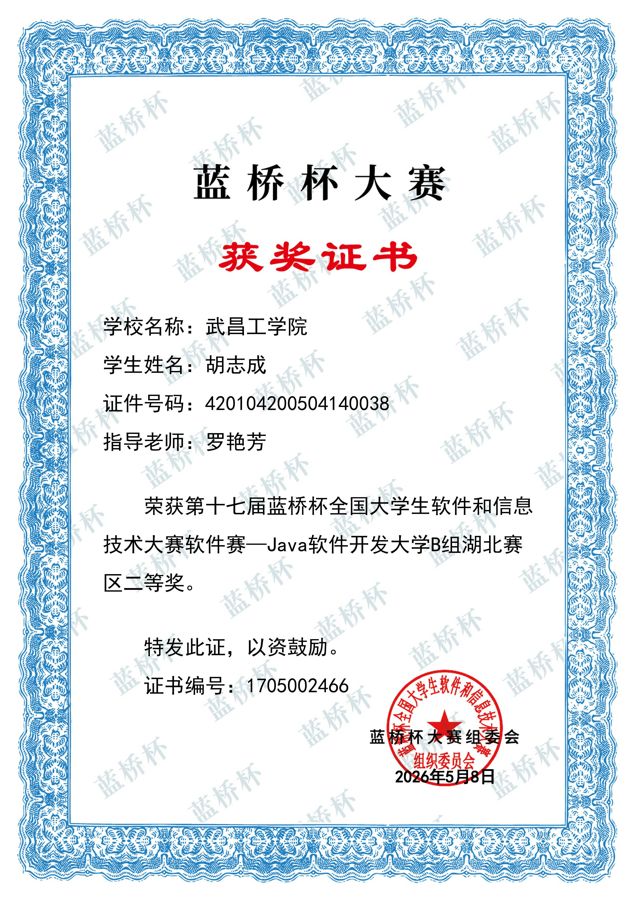 蓝桥杯大赛
获奖证书
学校名称：武昌工学院
学生姓名：胡志成
证件号码：420104200504140038
指导老师：罗艳芳
荣获第十七届蓝桥杯全国大学生软件和信息
技术大赛软件赛—Java软件开发大学B组湖北赛
区二等奖。
特发此证，以资鼓励。
证书编号：1705002466
蓝桥杯大赛组委会
组织委员会
2026年5月8日
蓝桥杯